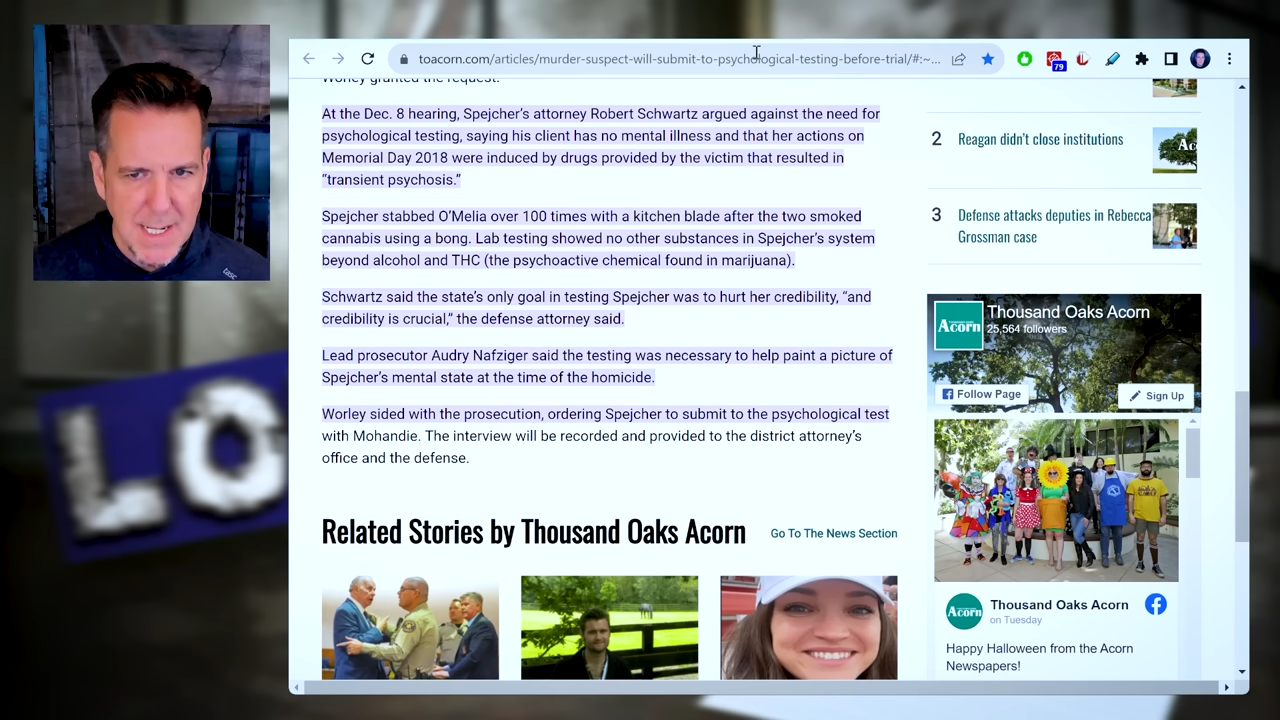 toacorn.com/articles/murder-suspect-will-submit-to-psychological-testing-before-trial/#:~...
79
Worley granted the request.
At the Dec. 8 hearing, Spejcher's attorney Robert Schwartz argued against the need for
psychological testing, saying his client has no mental illness and that her actions on
Memorial Day 2018 were induced by drugs provided by the victim that resulted in
“transient psychosis.”
Spejcher stabbed O'Melia over 100 times with a kitchen blade after the two smoked
cannabis using a bong. Lab testing showed no other substances in Spejcher's system
beyond alcohol and THC (the psychoactive chemical found in marijuana).
Schwartz said the state's only goal in testing Spejcher was to hurt her credibility, “and
credibility is crucial,” the defense attorney said.
Lead prosecutor Audry Nafziger said the testing was necessary to help paint a picture of
Spejcher's mental state at the time of the homicide.
Worley sided with the prosecution, ordering Spejcher to submit to the psychological test
with Mohandie. The interview will be recorded and provided to the district attorney's
office and the defense.
Related Stories by Thousand Oaks Acorn
Go To The News Section
2 Reagan didn't close institutions
Ac
3 Defense attacks deputies in Rebecca
Grossman case
Acorn
Thousand Oaks Acorn
25,564 followers
Follow Page
Sign Up
Acorn
Thousand Oaks Acorn
on Tuesday
Happy Halloween from the Acorn
Newspapers!
tasc
LO